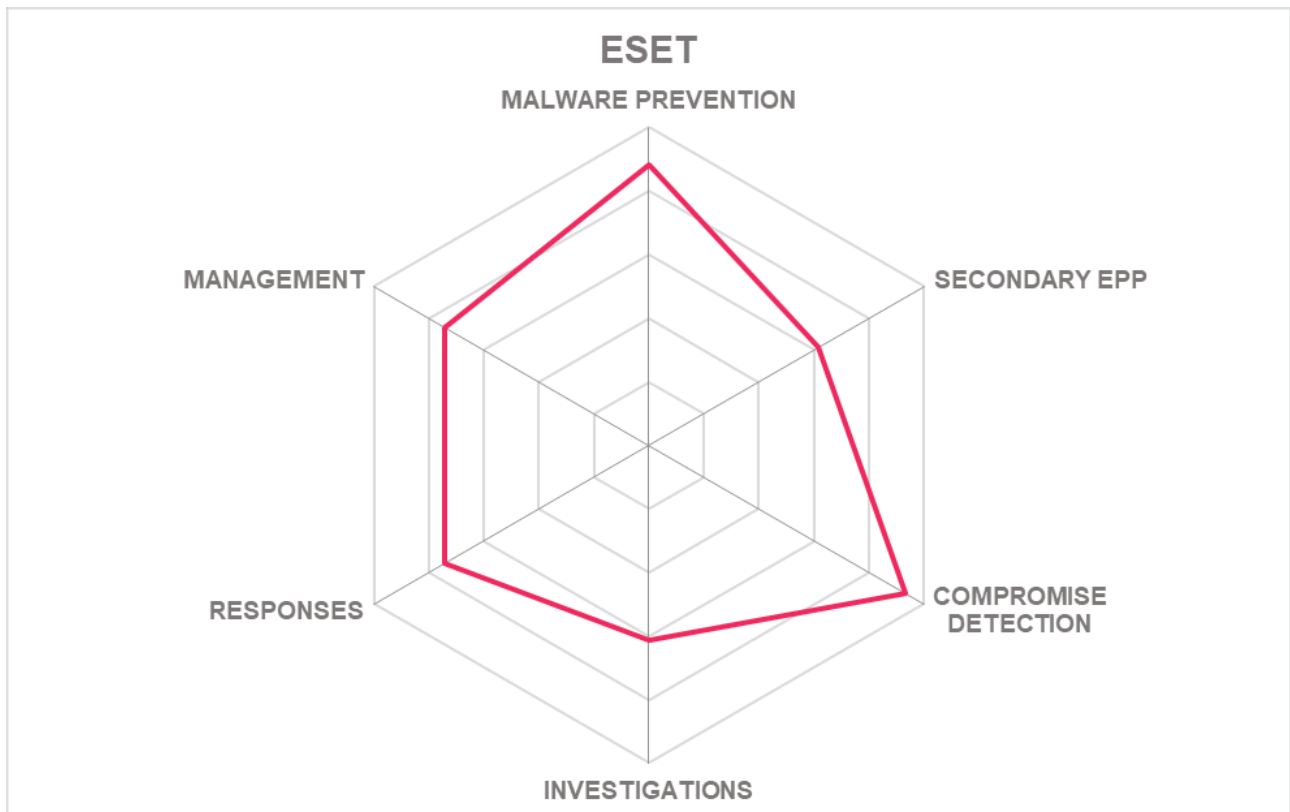 ESET
MALWARE PREVENTION
MANAGEMENT
SECONDARY EPP
RESPONSES
COMPROMISE
DETECTION
INVESTIGATIONS